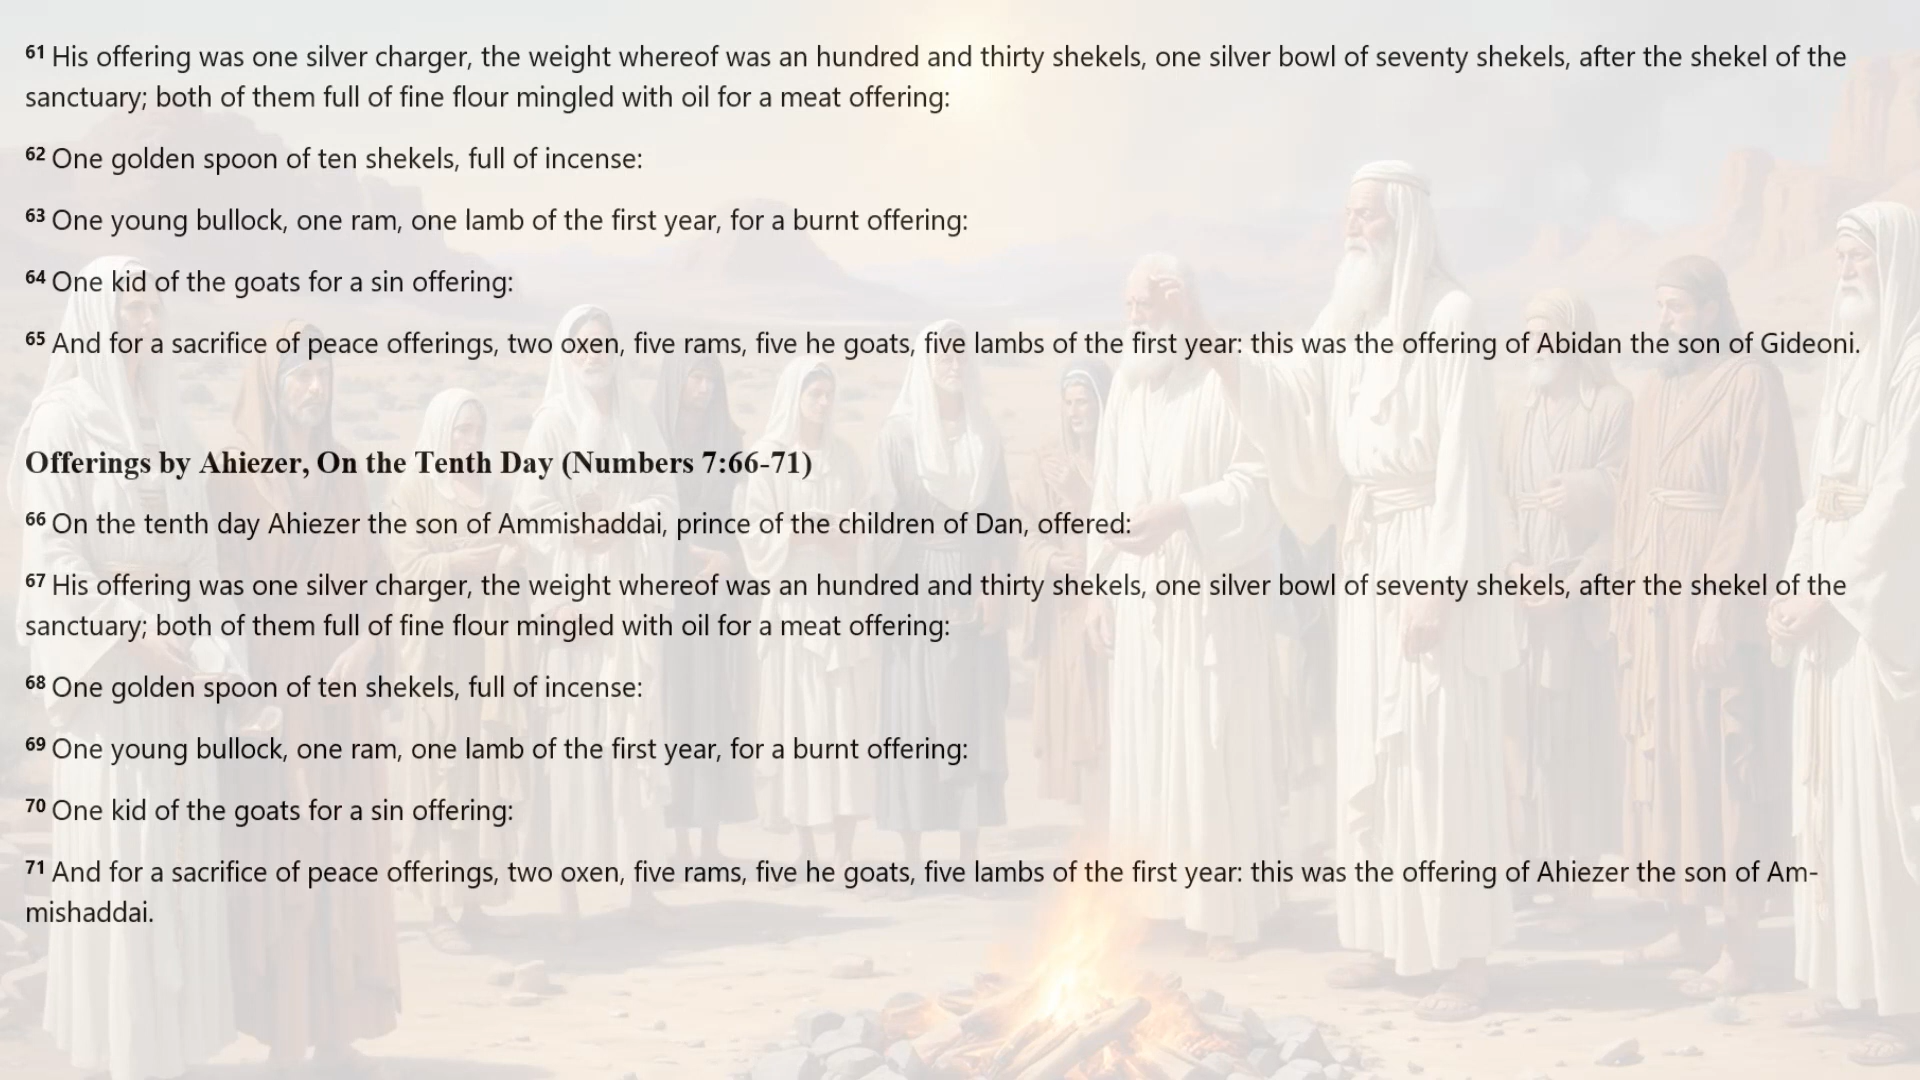 61 His offering was one silver charger, the weight whereof was an hundred and thirty shekels, one silver bowl of seventy shekels, after the shekel of the
sanctuary; both of them full of fine flour mingled with oil for a meat offering:
62 One golden spoon of ten shekels, full of incense:
63 One young bullock, one ram, one lamb of the first year, for a burnt offering:
64 One kid of the goats for a sin offering:
65 And for a sacrifice of peace offerings, two oxen, five rams, five he goats, five lambs of the first year: this was the offering of Abidan the son of Gideoni.
Offerings by Ahiezer, On the Tenth Day (Numbers 7:66-71)
66 On the tenth day Ahiezer the son of Ammishaddai, prince of the children of Dan, offered:
67 His offering was one silver charger, the weight whereof was an hundred and thirty shekels, one silver bowl of seventy shekels, after the shekel of the
sanctuary; both of them full of fine flour mingled with oil for a meat offering:
68 One golden spoon of ten shekels, full of incense:
69 One young bullock, one ram, one lamb of the first year, for a burnt offering:
70 One kid of the goats for a sin offering:
71 And for a sacrifice of peace offerings, two oxen, five rams, five he goats, five lambs of the first year: this was the offering of Ahiezer the son of Am-
mishaddai.